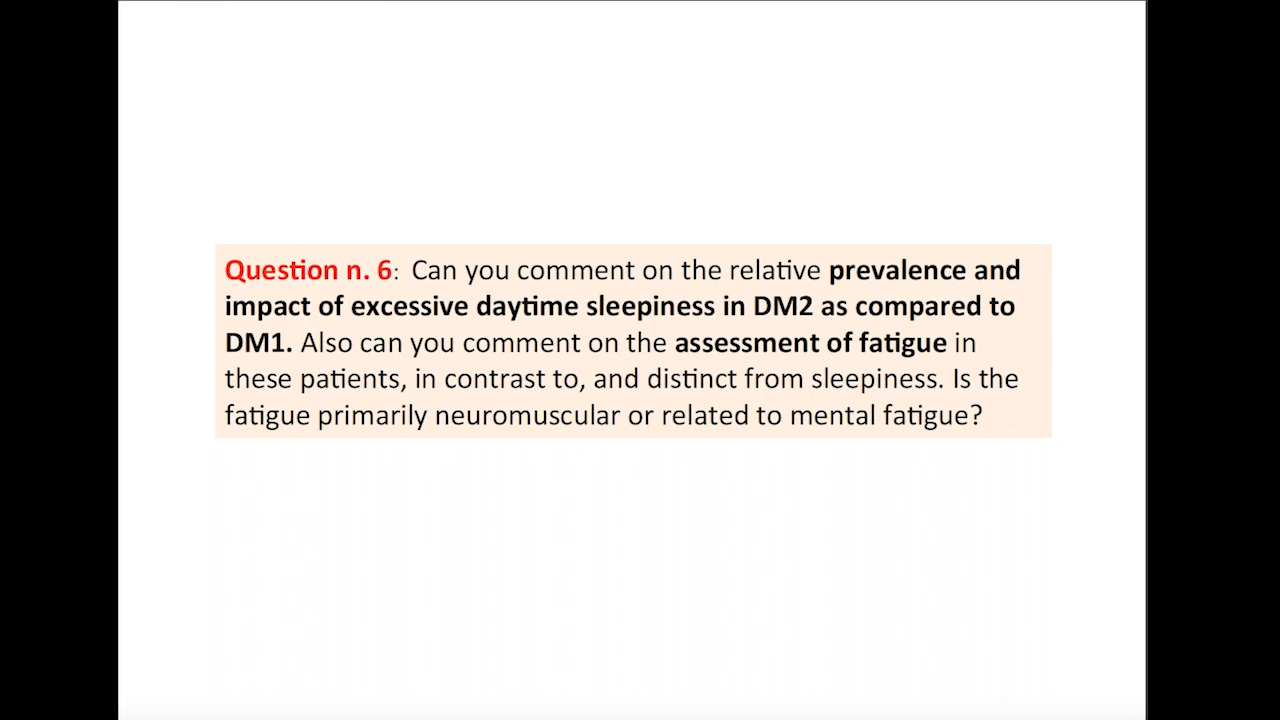 Question n. 6:  Can you comment on the relative prevalence and
impact of excessive daytime sleepiness in DM2 as compared to
DM1. Also can you comment on the assessment of fatigue in
these patients, in contrast to, and distinct from sleepiness. Is the
fatigue primarily neuromuscular or related to mental fatigue?